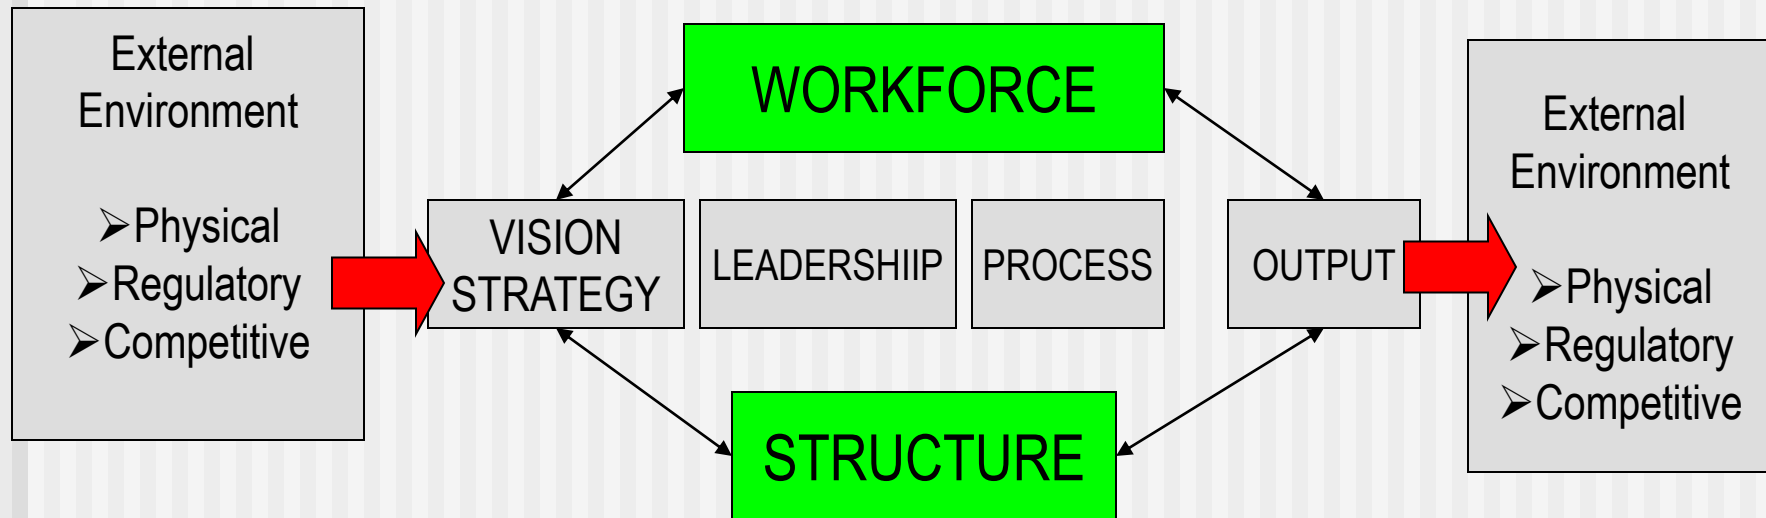 External
Environment
➢Physical
➢Regulatory
➢Competitive
WORKFORCE
VISION
STRATEGY
LEADERSHIIP
PROCESS
OUTPUT
STRUCTURE
External
Environment
➢Physical
➢Regulatory
➢Competitive